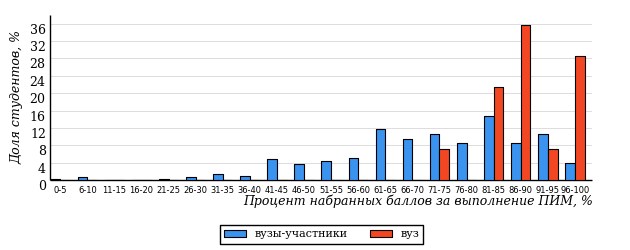 Доля студентов, %
36
32
28
24
20
16
12
8
4
0
0-5 6-10 11-15 16-20 21-25 26-30 31-35 36-40 41-45 46-50 51-55 56-60 61-65 66-70 71-75 76-80 81-85 86-90 91-95 96-100
Процент набранных баллов за выполнение ПИМ, %
вузы-участники вуз